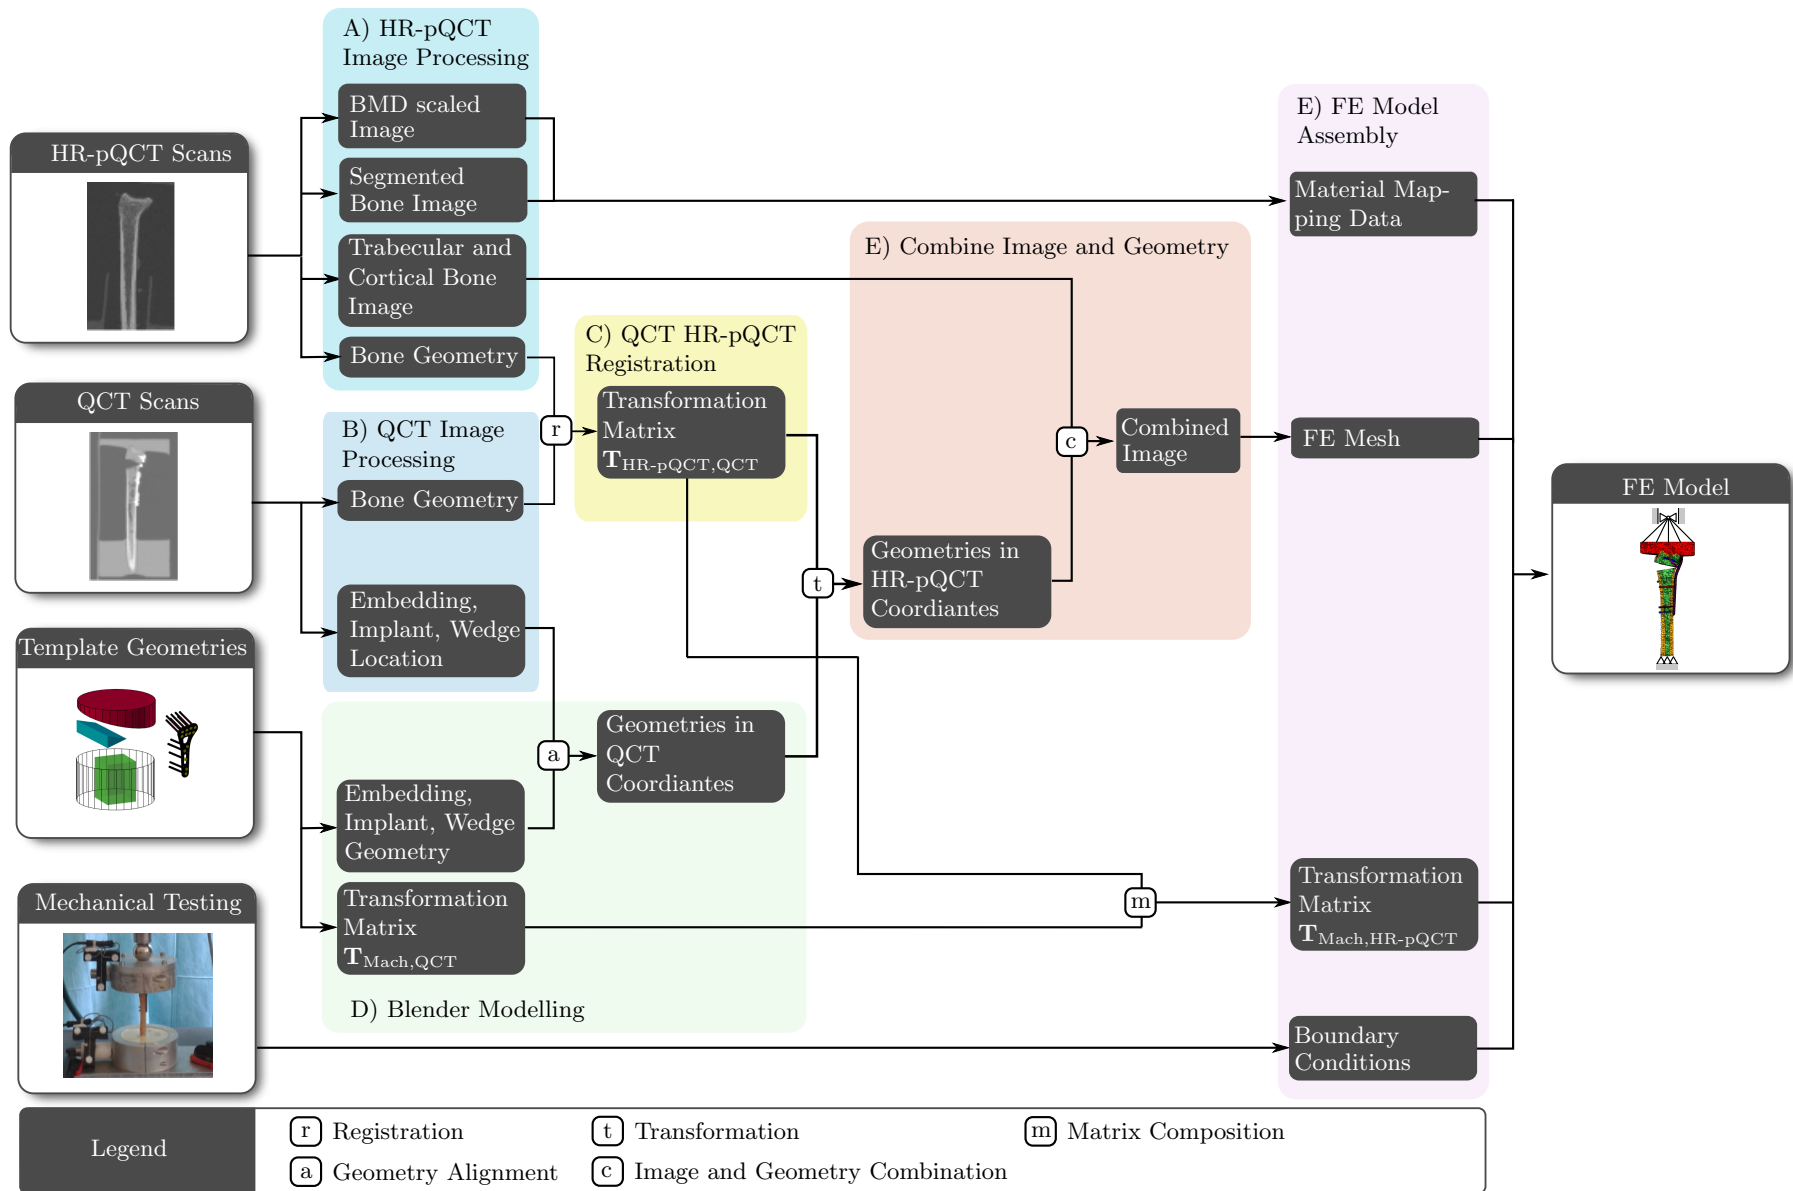 A) HR-pQCT
Image Processing
BMD scaled
Image
Segmented
Bone Image
Trabecular and
Cortical Bone
Image
Bone Geometry
HR-pQCT Scans
QCT Scans
Template Geometries
Mechanical Testing
B) QCT Image
Processing
Bone Geometry
Embedding,
Implant, Wedge
Location
C) QCT HR-pQCT
Registration
Transformation
Matrix
T_HR-pQCT,QCT
r
a
t
c
m
Geometries in
QCT
Coordiantes
Embedding,
Implant, Wedge
Geometry
Transformation
Matrix
T_Mach,QCT
D) Blender Modelling
E) Combine Image and Geometry
Combined
Image
Geometries in
HR-pQCT
Coordiantes
E) FE Model
Assembly
Material Map-
ping Data
FE Mesh
Transformation
Matrix
T_Mach,HR-pQCT
Boundary
Conditions
FE Model
Legend
r Registration
t Transformation
m Matrix Composition
a Geometry Alignment
c Image and Geometry Combination